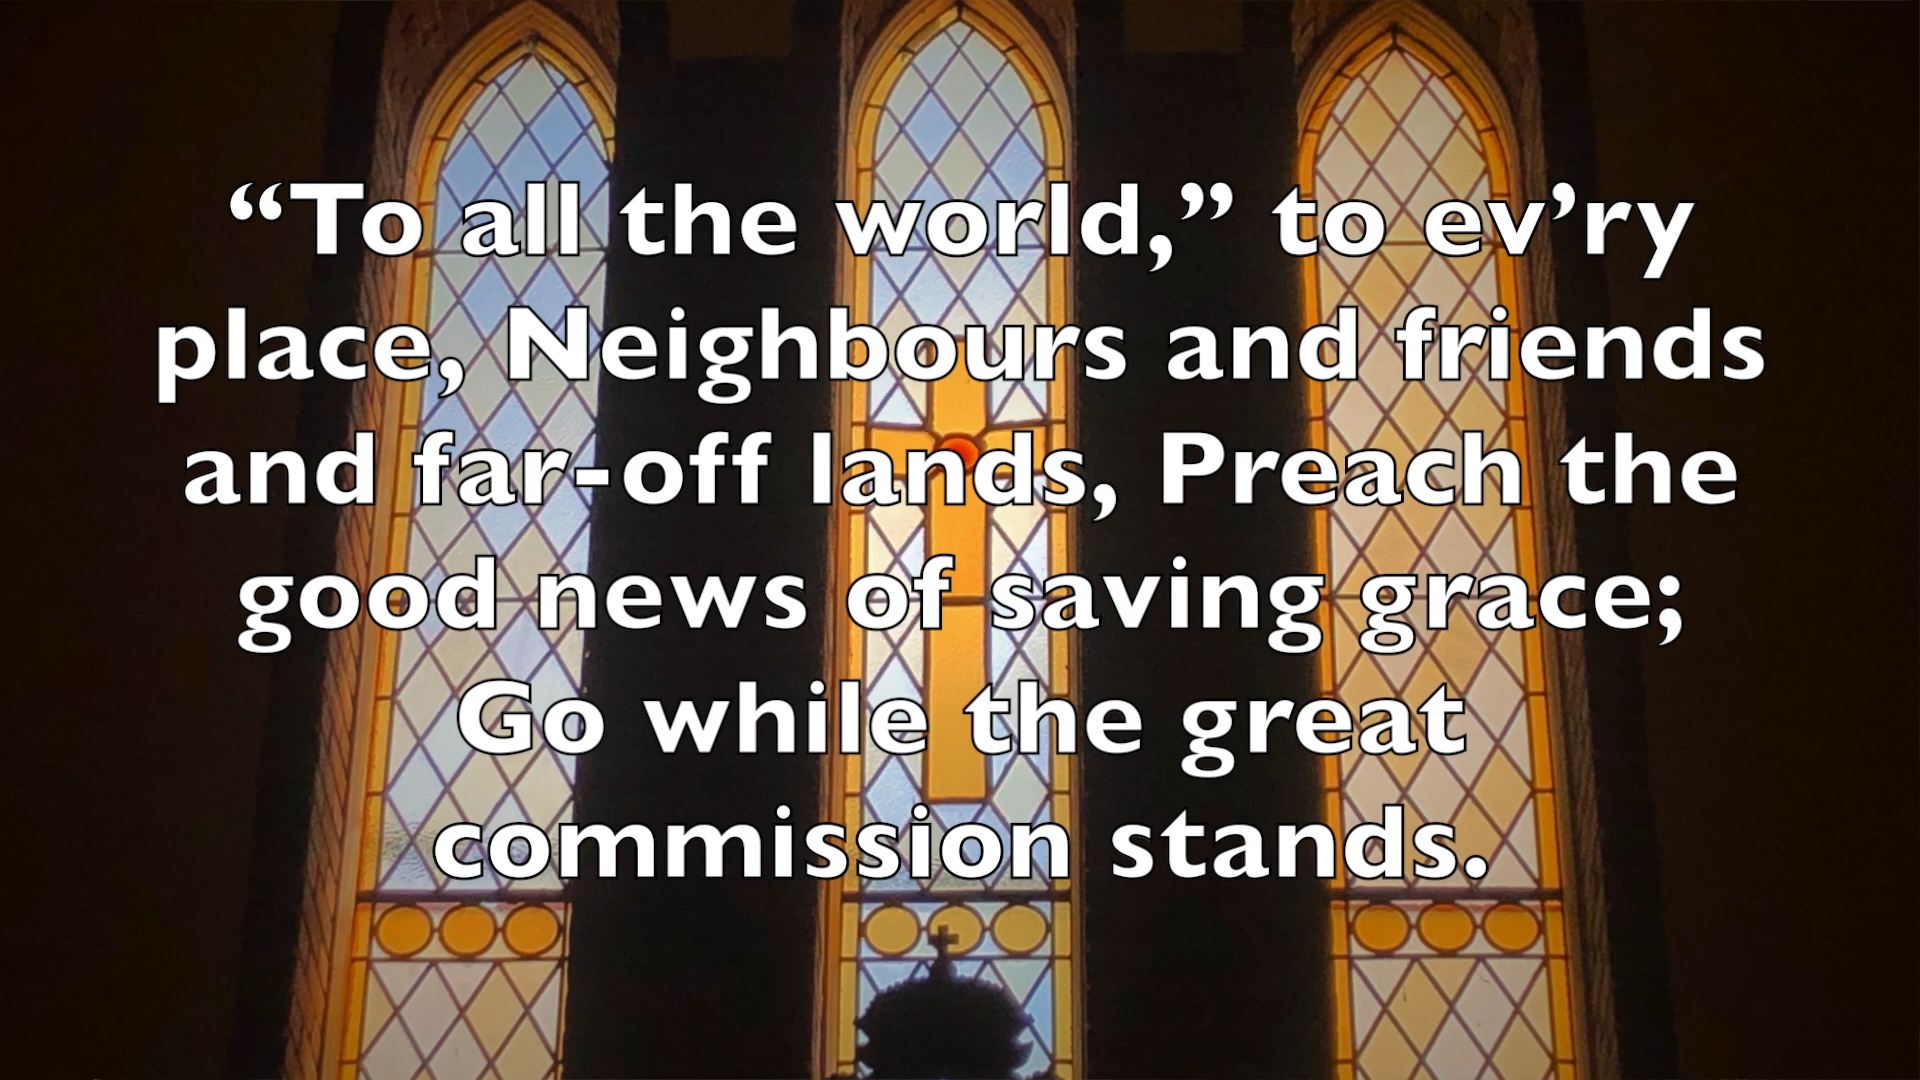 “To all the world,” to ev’ry
place, Neighbours and friends
and far-off lands, Preach the
good news of saving grace;
Go while the great
commission stands.